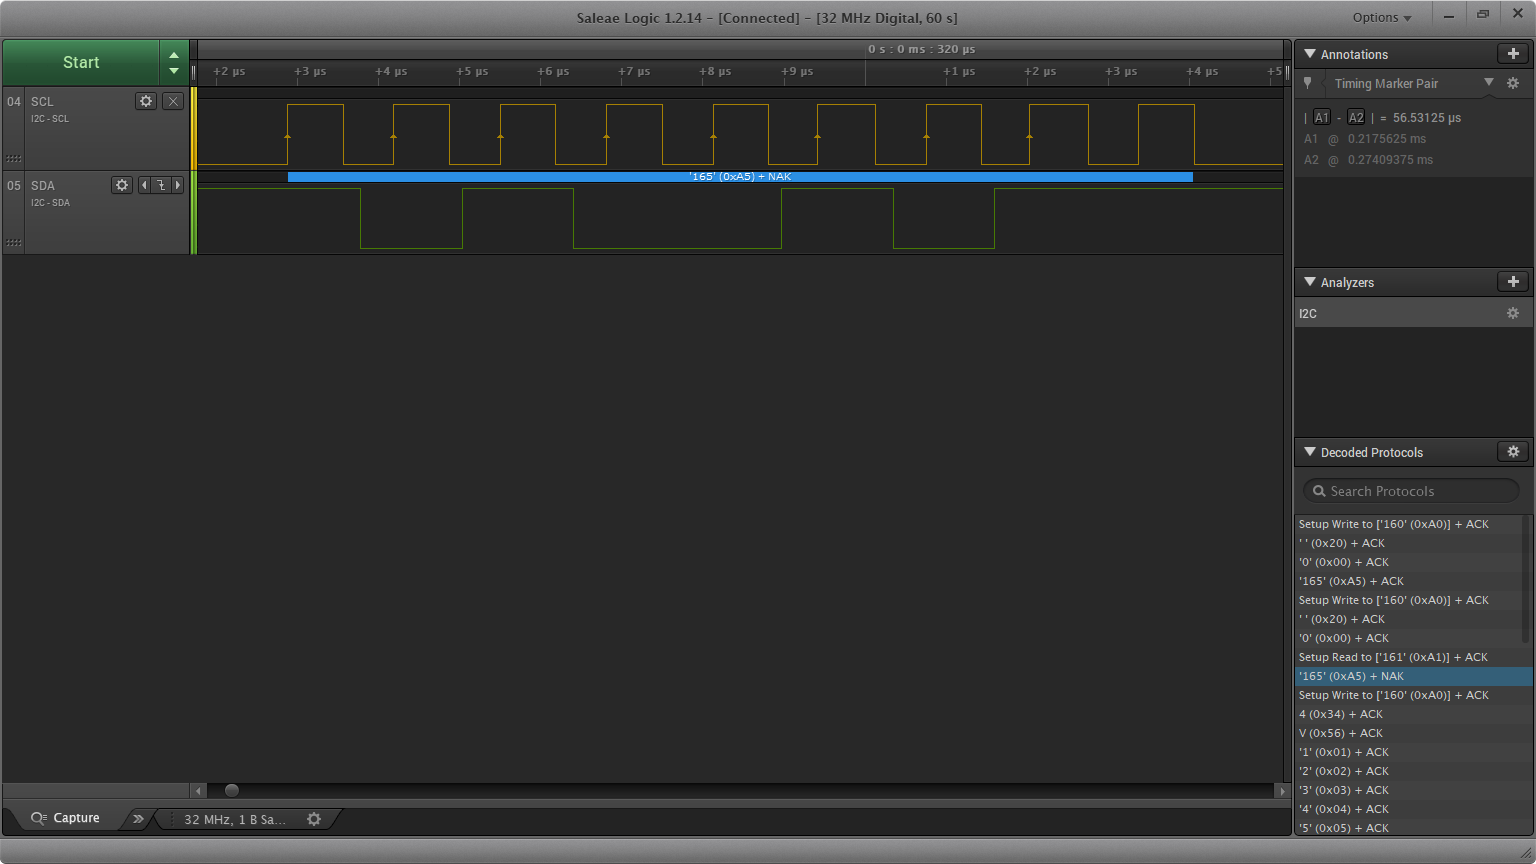 Saleae Logic 1.2.14 - [Connected] - [32 MHz Digital, 60 s]
Options
Start
0 s : 0 ms : 320 µs
+2 µs +3 µs +4 µs +5 µs +6 µs +7 µs +8 µs +9 µs +1 µs +2 µs +3 µs +4 µs +5
04 SCL
I2C - SCL
'165' (0xA5) + NAK
05 SDA
I2C - SDA
Capture
32 MHz, 1 B Sa...
Annotations
Timing Marker Pair
| A1 - A2 | = 56.53125 µs
A1 @ 0.2175625 ms
A2 @ 0.27409375 ms
Analyzers
I2C
Decoded Protocols
Search Protocols
Setup Write to ['160' (0xA0)] + ACK
' ' (0x20) + ACK
'0' (0x00) + ACK
'165' (0xA5) + ACK
Setup Write to ['160' (0xA0)] + ACK
' ' (0x20) + ACK
'0' (0x00) + ACK
Setup Read to ['161' (0xA1)] + ACK
'165' (0xA5) + NAK
Setup Write to ['160' (0xA0)] + ACK
4 (0x34) + ACK
V (0x56) + ACK
'1' (0x01) + ACK
'2' (0x02) + ACK
'3' (0x03) + ACK
'4' (0x04) + ACK
'5' (0x05) + ACK